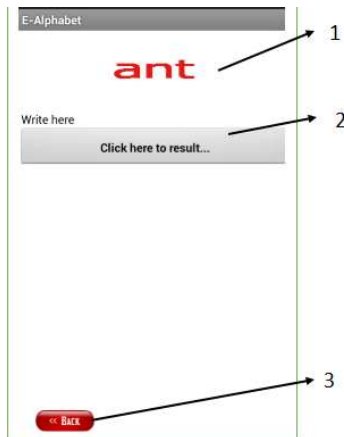 E-Alphabet
ant
1
Write here
2
Click here to result...
3
<< BACK